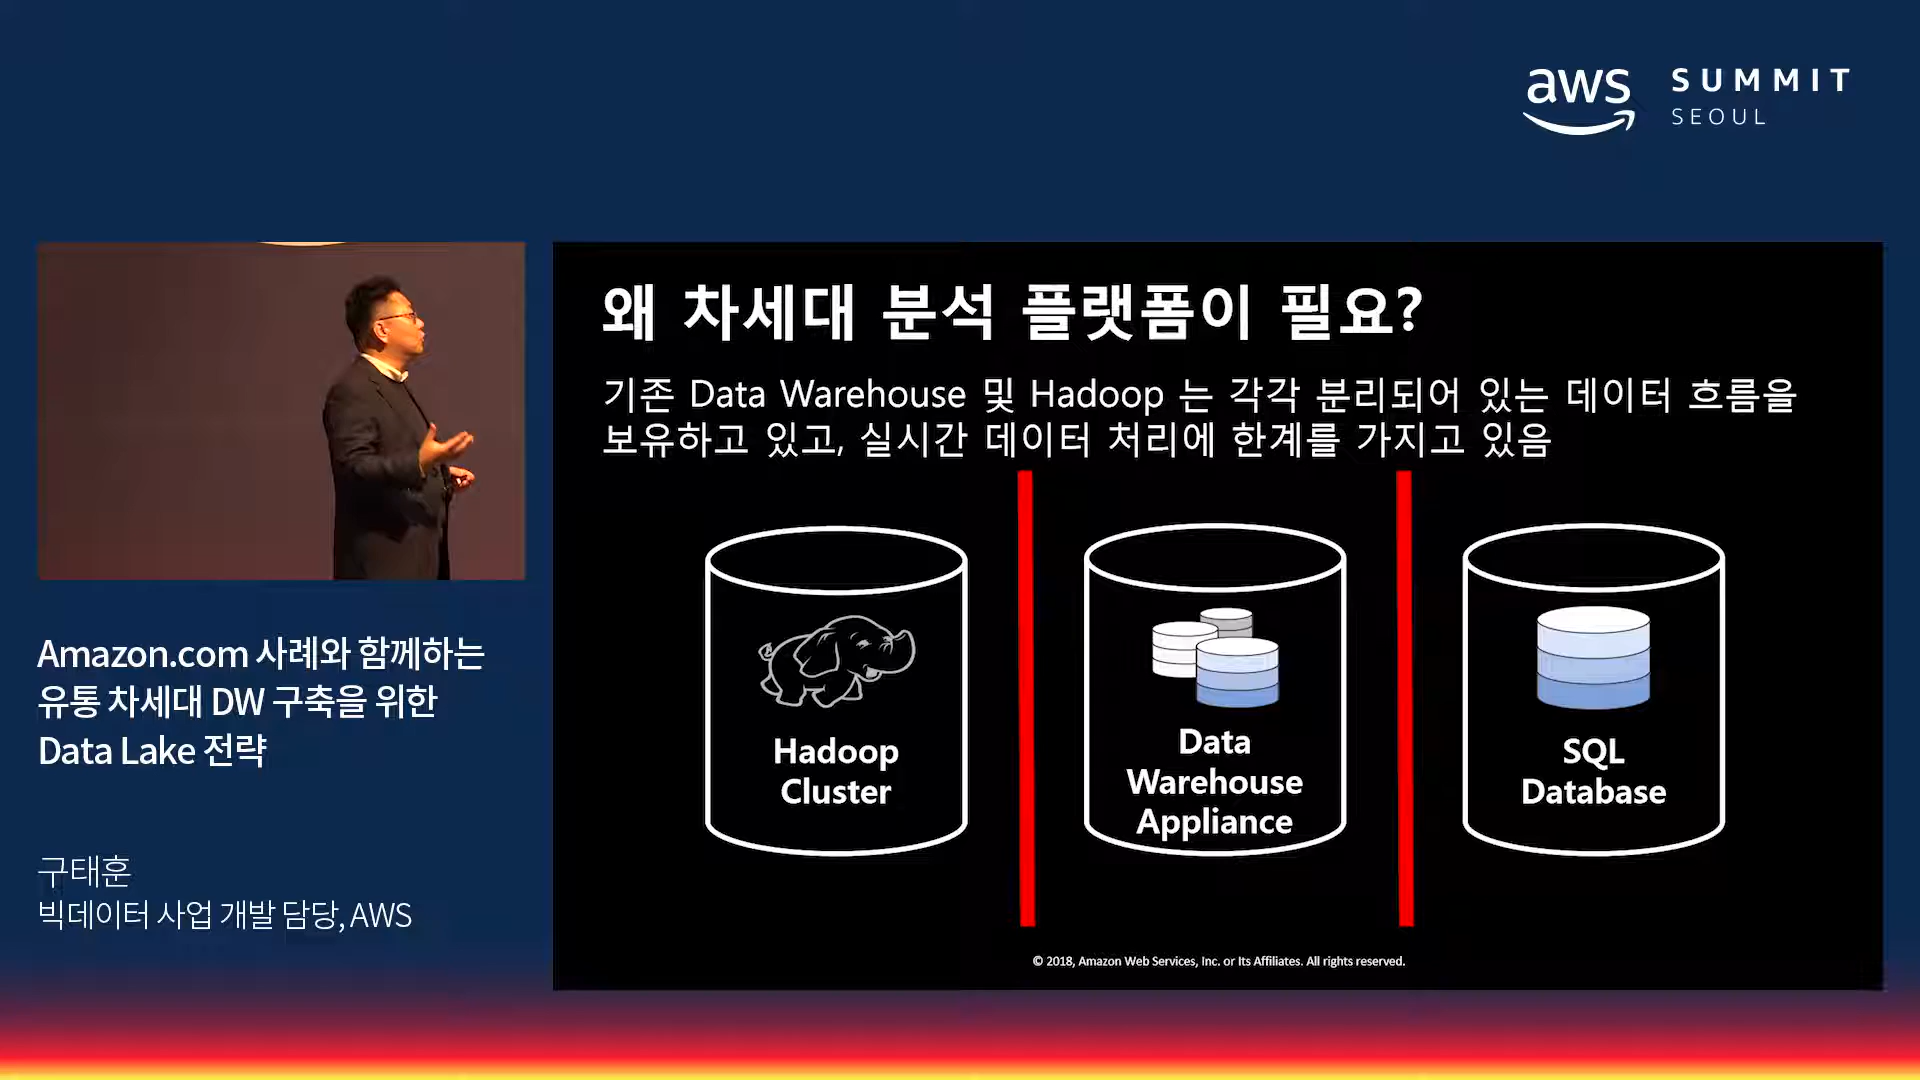 aws SUMMIT
SEOUL
왜 차세대 분석 플랫폼이 필요?
기존 Data Warehouse 및 Hadoop 는 각각 분리되어 있는 데이터 흐름을
보유하고 있고, 실시간 데이터 처리에 한계를 가지고 있음
Hadoop
Cluster
Data
Warehouse
Appliance
SQL
Database
© 2018, Amazon Web Services, Inc. or Its Affiliates. All rights reserved.
Amazon.com 사례와 함께하는
유통 차세대 DW 구축을 위한
Data Lake 전략
구태훈
빅데이터 사업 개발 담당, AWS